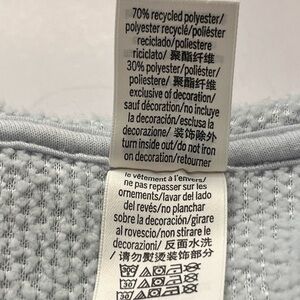 70% recycled polyester/
polyester recyclé/poliéster
reciclado/poliestere
riciclato/ 聚酯纤维
30% polyester/poliéster/
poliestere/ 聚酯纤维
exclusive of decoration/
sauf décoration/no incluye
la decoración/esclusa la
decorazione/ 装饰除外
turn inside out/do not iron
on decoration/retourner
le vêtement à l'envers/
ne pas repasser sur les
ornements/lavar del lado
del revés/no planchar
sobre la decoración/girare
al rovescio/non stirare le
decorazioni/ 反面水洗
/ 请勿熨烫装饰部分